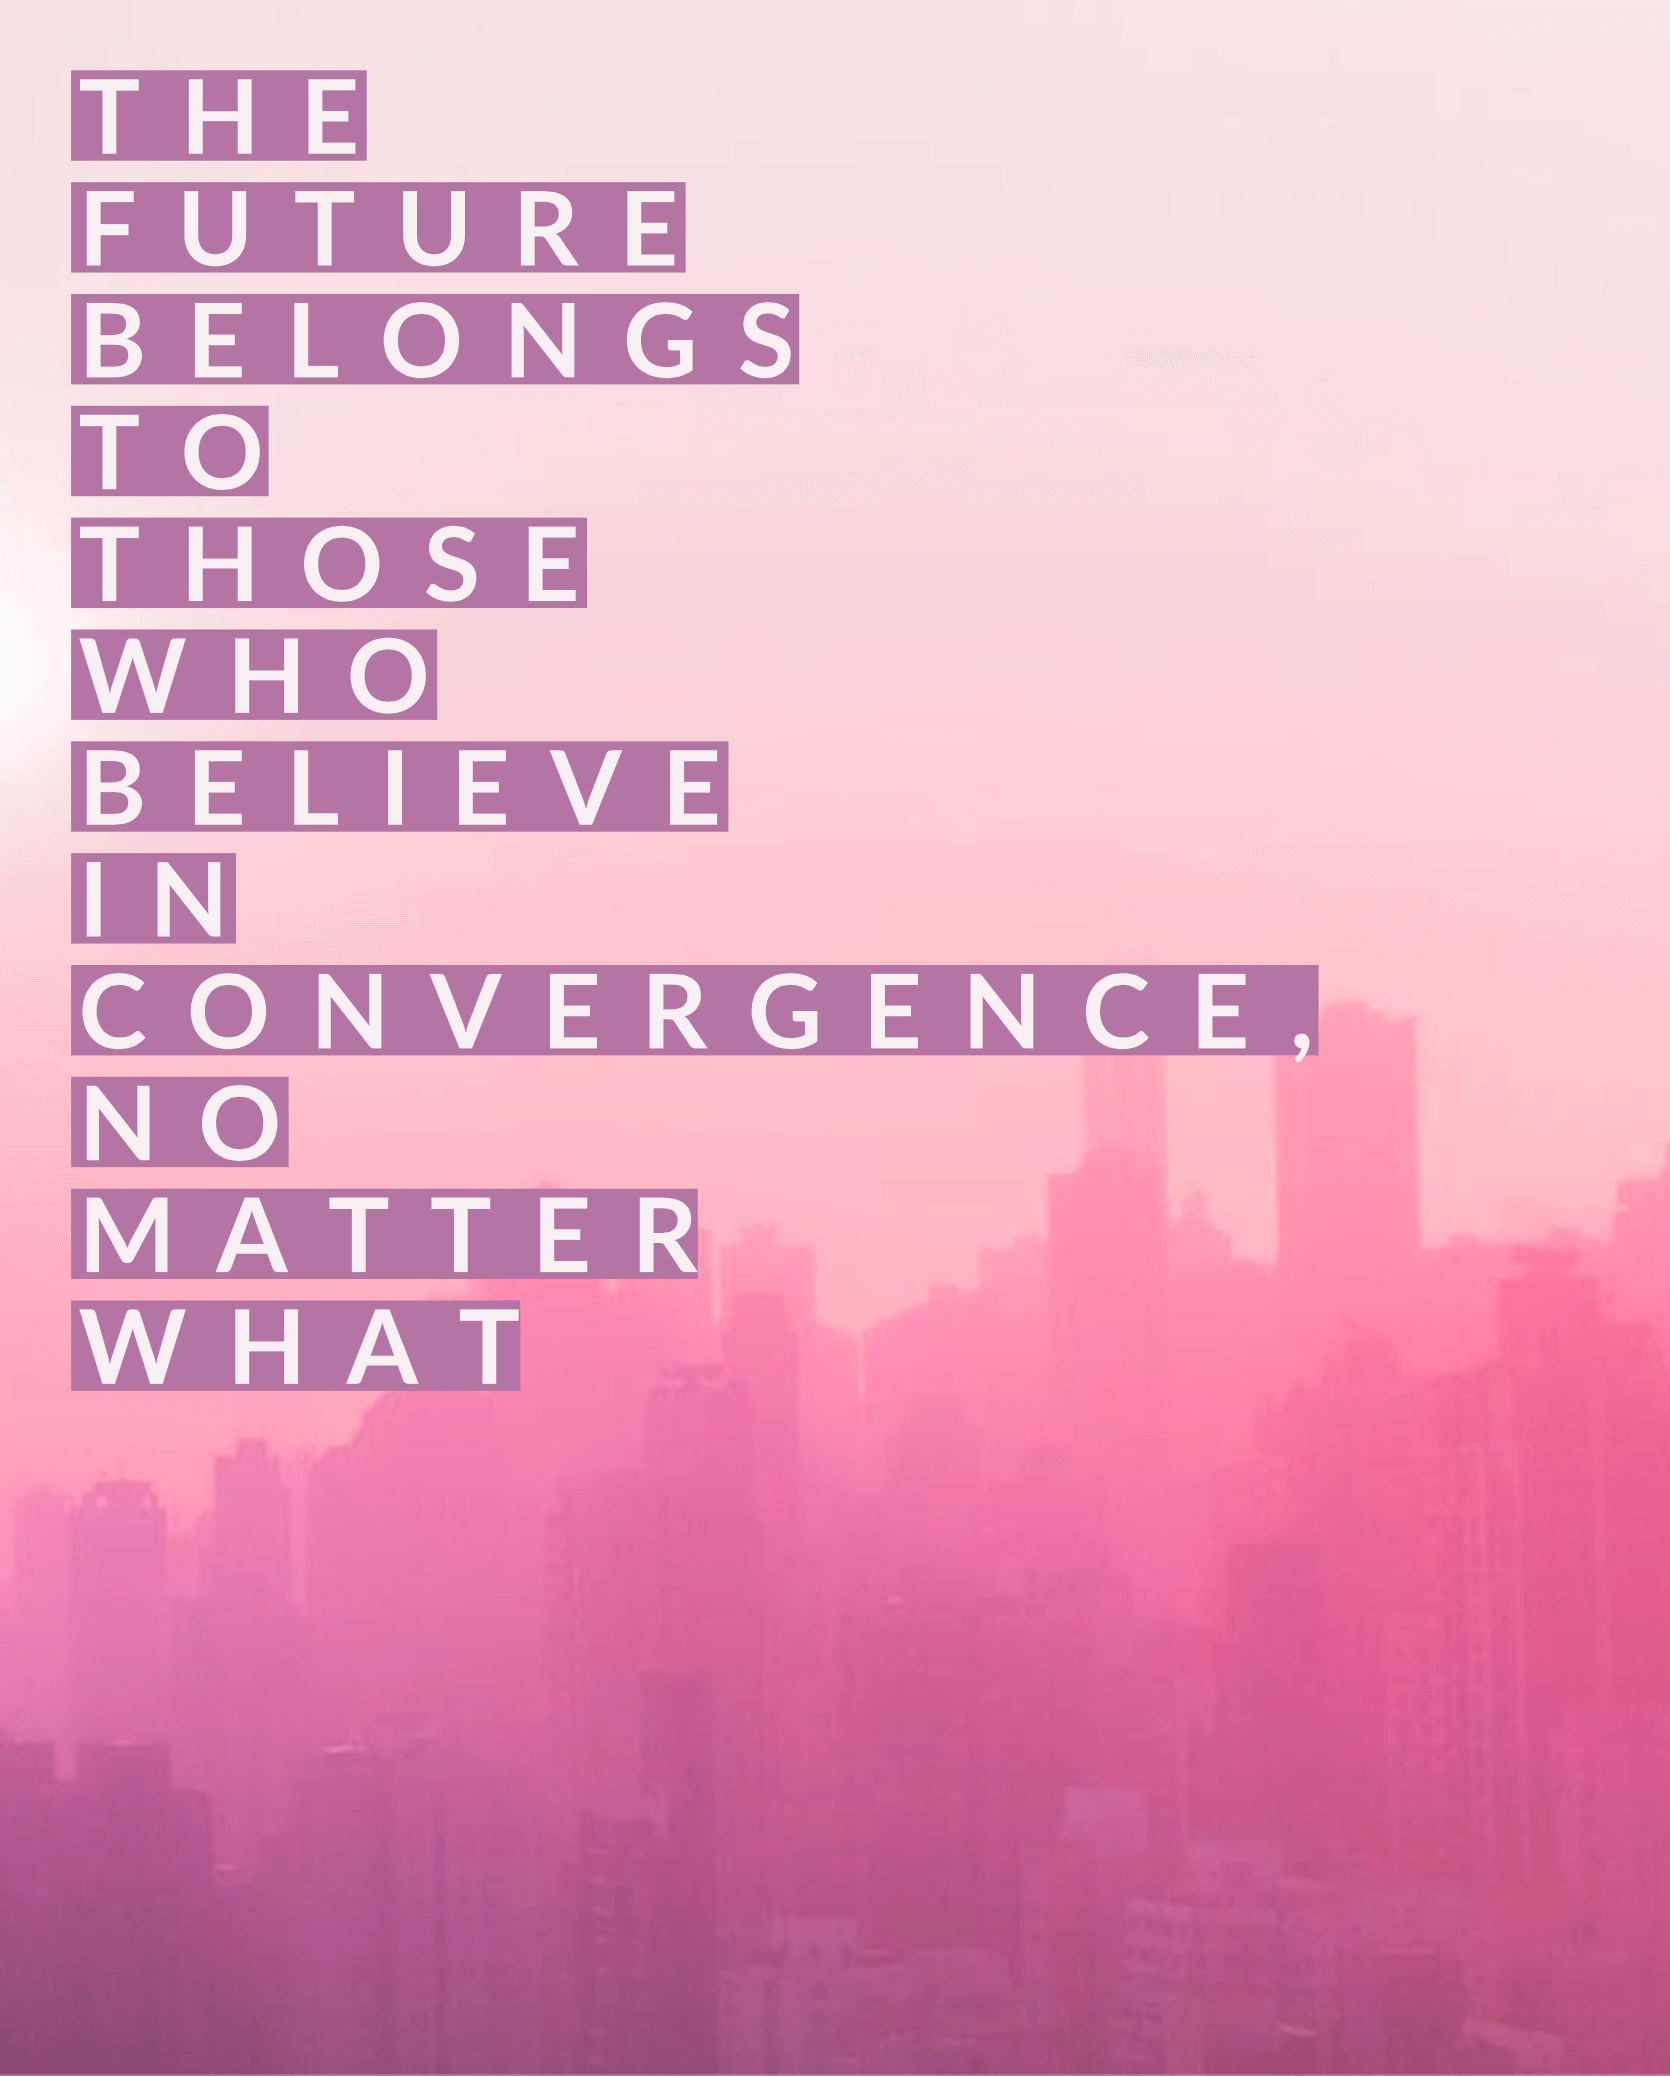 THE
FUTURE
BELONGS
TO
THOSE
WHO
BELIEVE
IN
CONVERGENCE,
NO
MATTER
WHAT